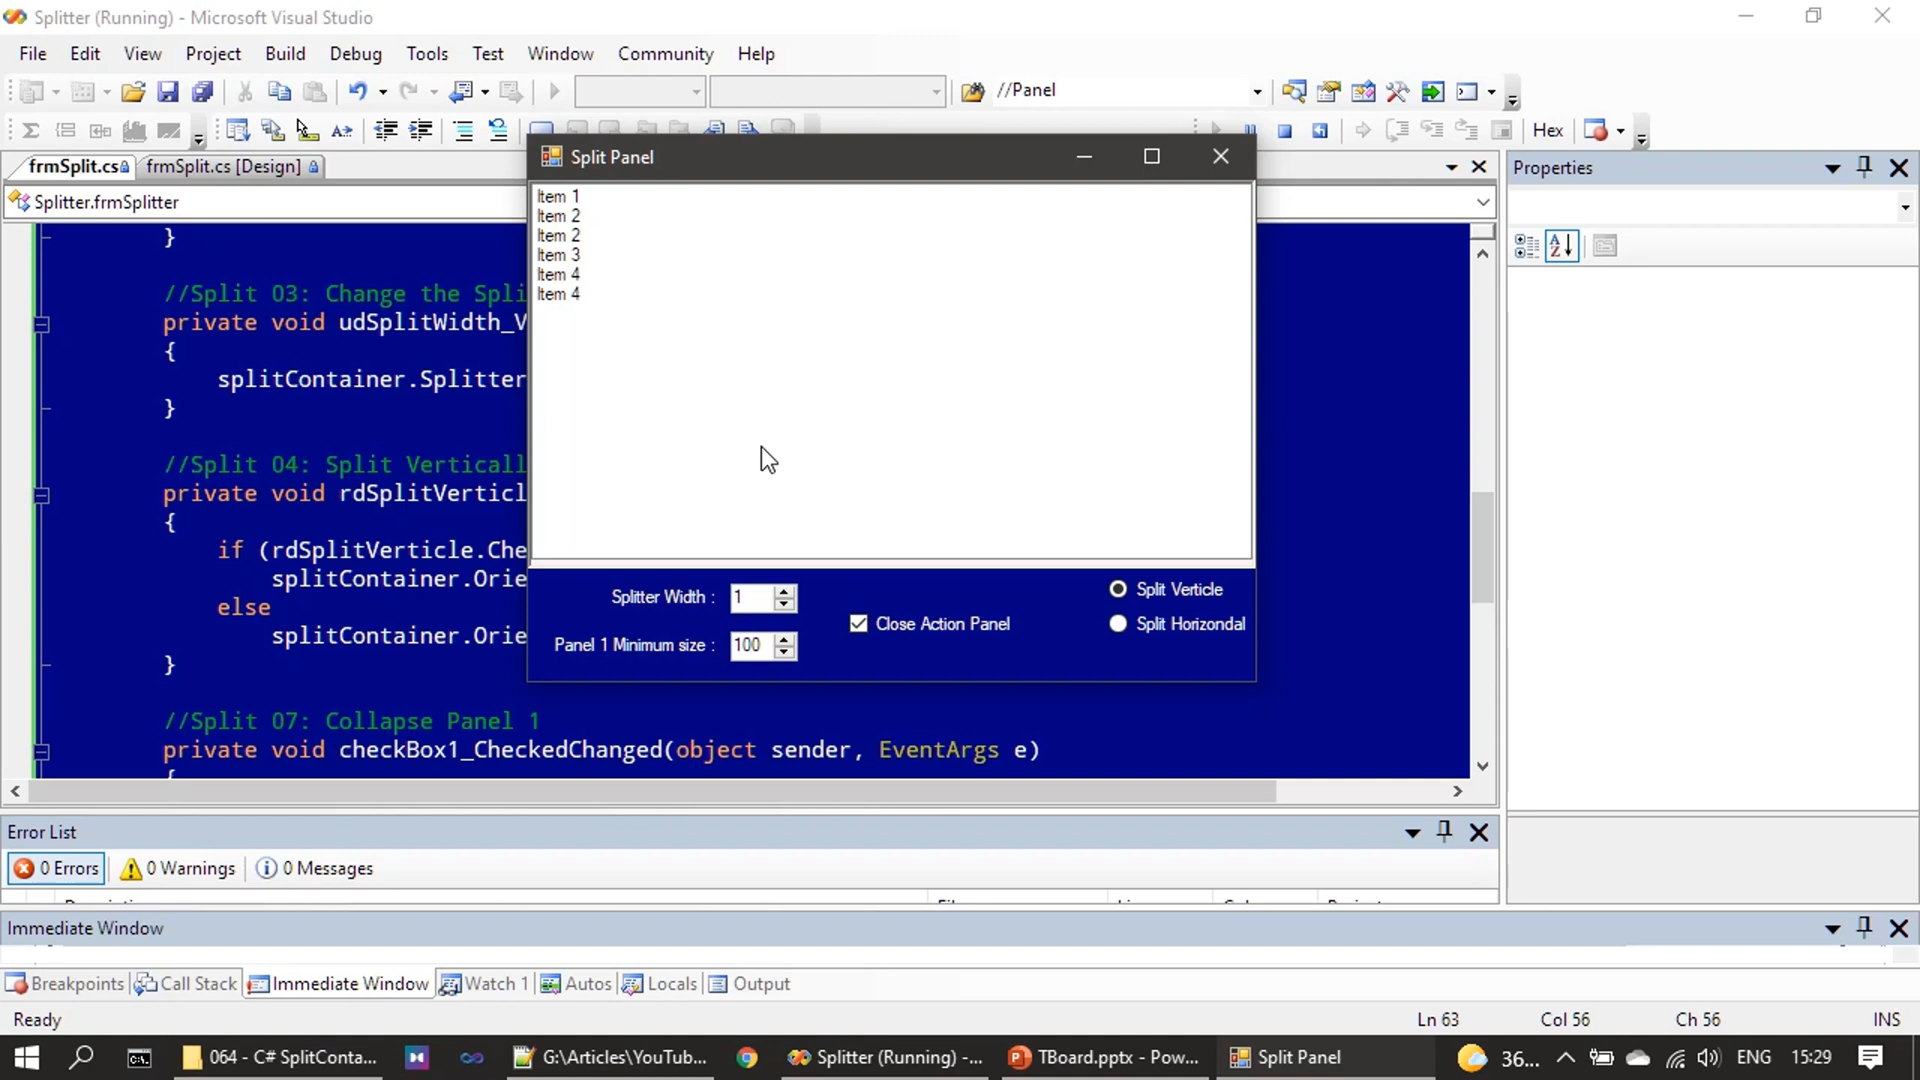 Splitter (Running) - Microsoft Visual Studio
File Edit View Project Build Debug Tools Test Window Community Help
//Panel
Hex
frmSplit.cs frmSplit.cs [Design]
Splitter.frmSplitter
}
//Split 03: Change the Spli
private void udSplitWidth_V
{
splitContainer.Splitter
}
//Split 04: Split Verticall
private void rdSplitVerticl
{
if (rdSplitVerticle.Che
splitContainer.Orie
else
splitContainer.Orie
}
//Split 07: Collapse Panel 1
private void checkBox1_CheckedChanged(object sender, EventArgs e)
Split Panel
Item 1
Item 2
Item 2
Item 3
Item 4
Item 4
Splitter Width : 1
Panel 1 Minimum size : 100
Close Action Panel
Split Verticle
Split Horizondal
Properties
Error List
0 Errors 0 Warnings 0 Messages
Immediate Window
Breakpoints Call Stack Immediate Window Watch 1 Autos Locals Output
Ready Ln 63 Col 56 Ch 56 INS
064 - C# SplitConta... G:\Articles\YouTub... Splitter (Running) -... TBoard.pptx - Pow... Split Panel 36... ENG 15:29